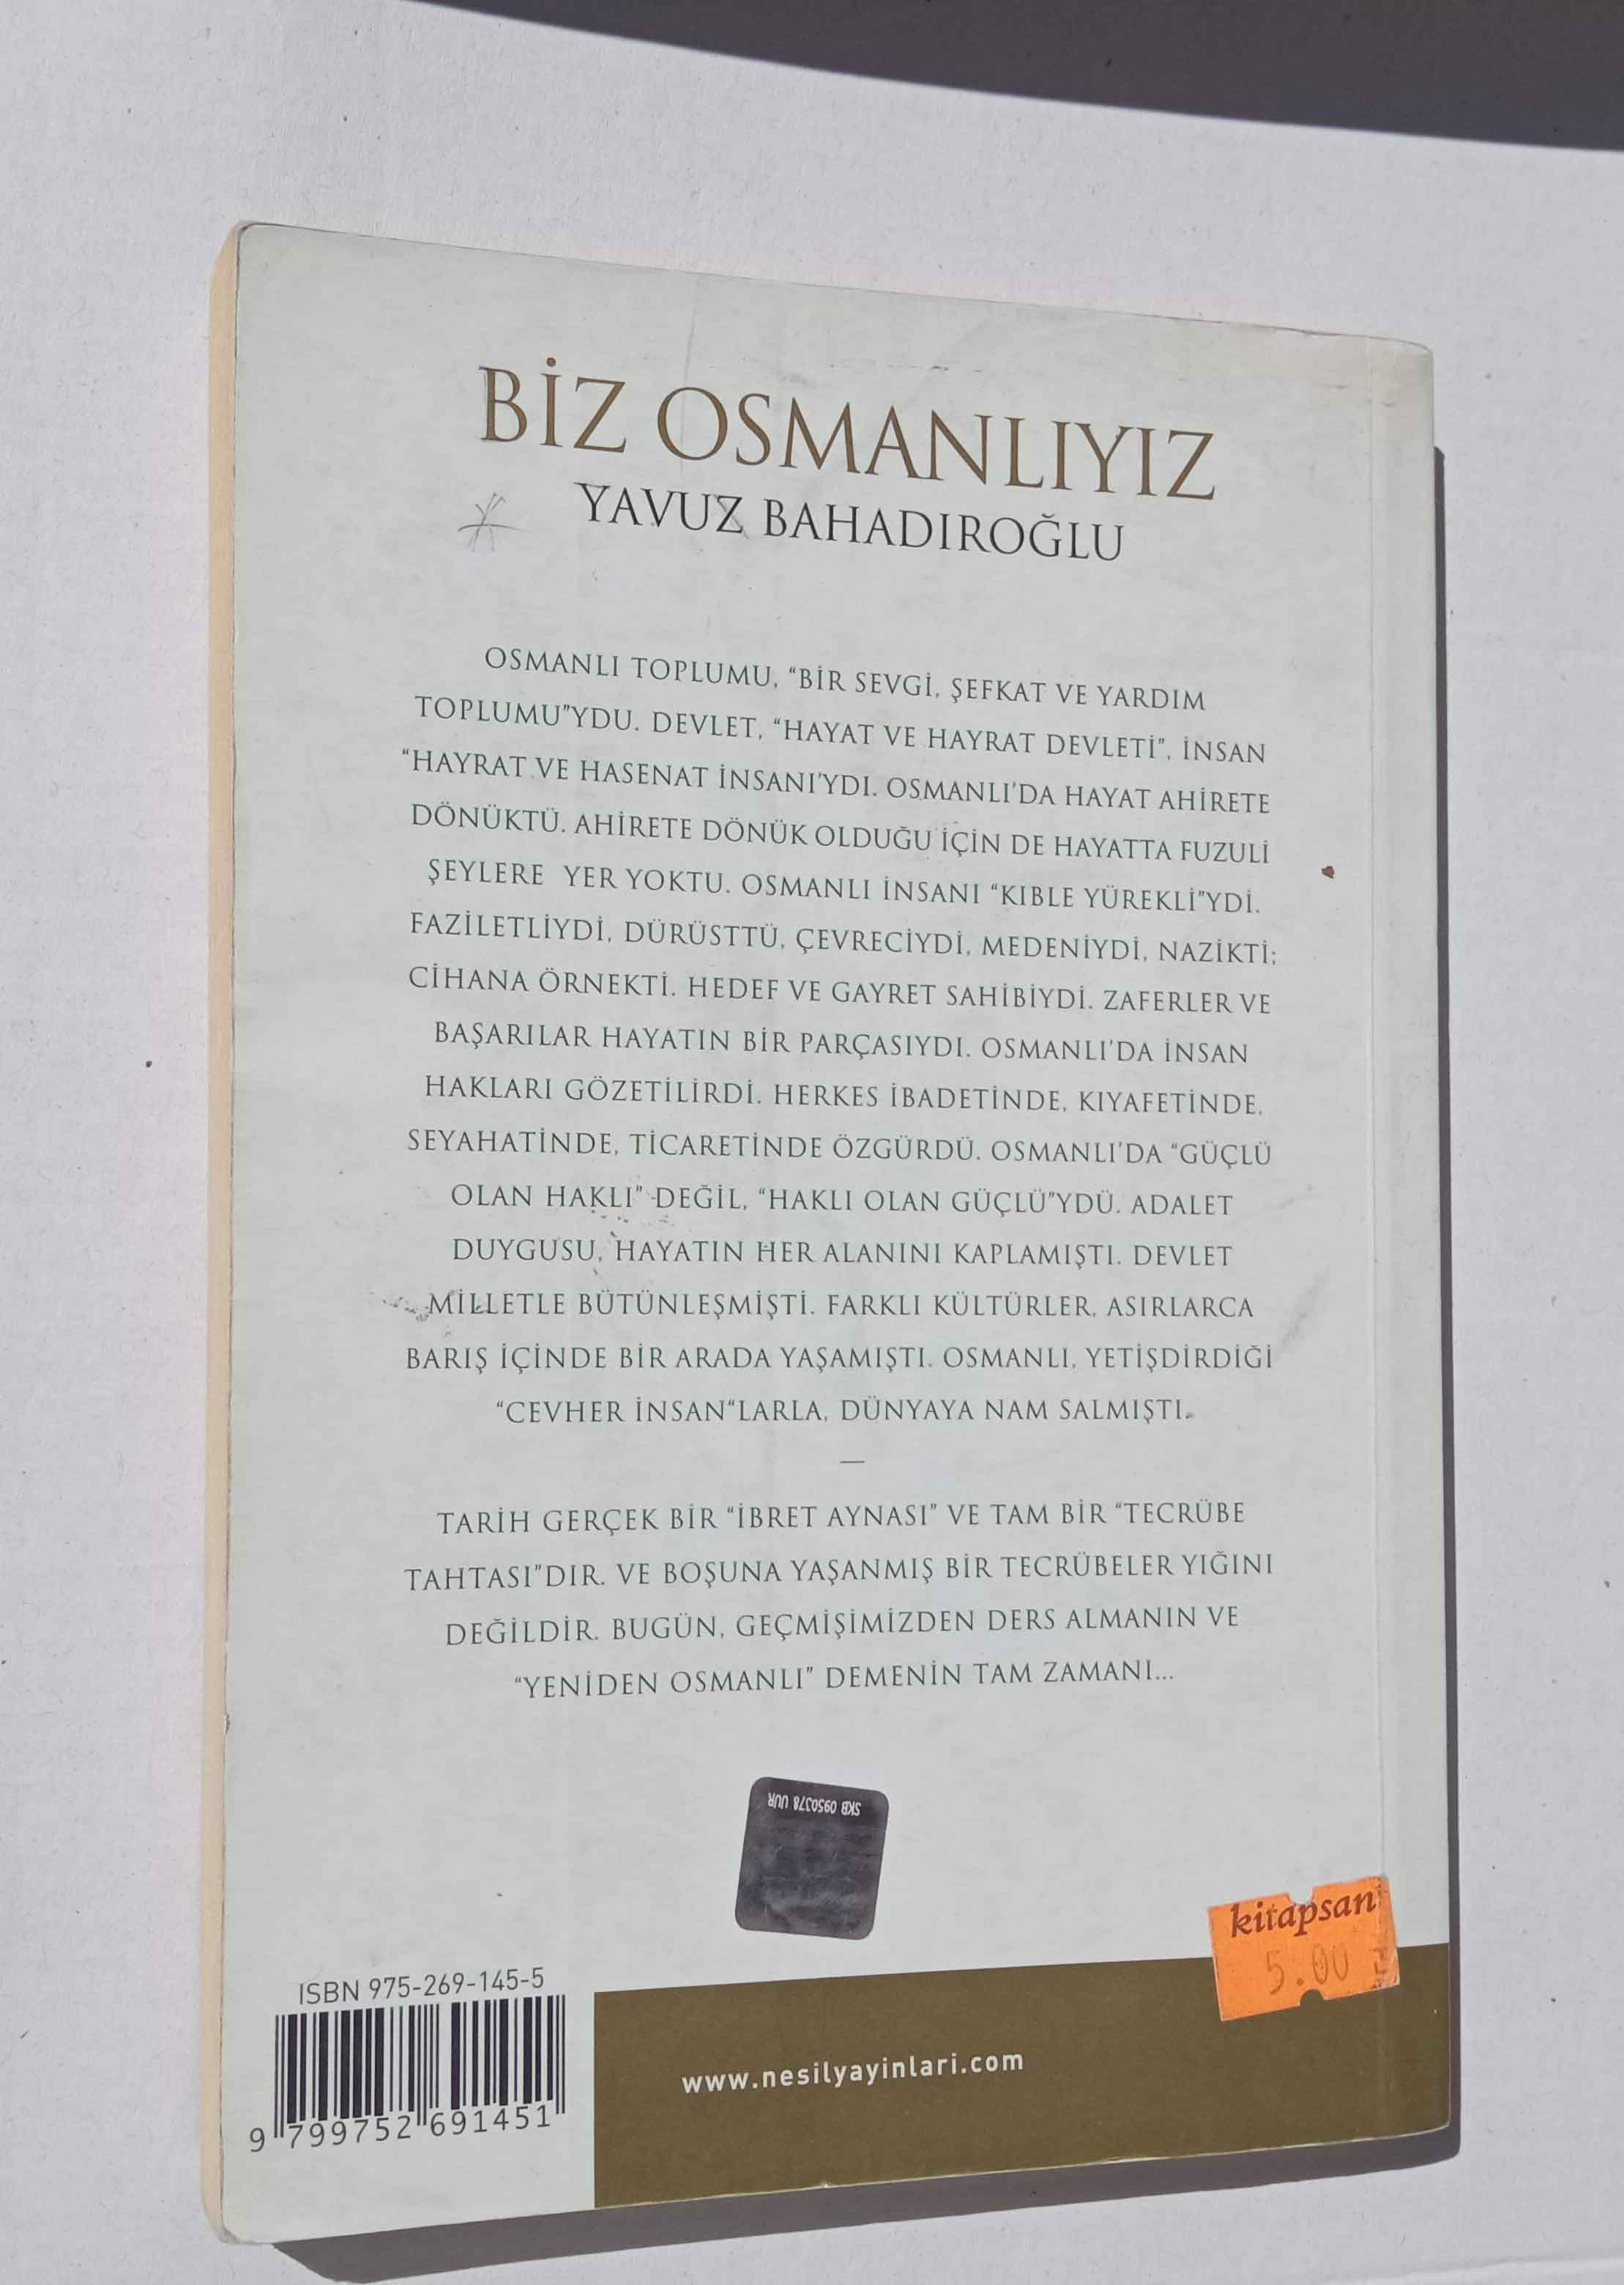 BİZ OSMANLIYIZ
YAVUZ BAHADIROĞLU
OSMANLI TOPLUMU, “BİR SEVGİ, ŞEFKAT VE YARDIM
TOPLUMU”YDU. DEVLET, “HAYAT VE HAYRAT DEVLETİ”, İNSAN
“HAYRAT VE HASENAT İNSANI’YDI. OSMANLI’DA HAYAT AHİRETE
DÖNÜKTÜ. AHİRETE DÖNÜK OLDUĞU İÇİN DE HAYATTA FUZULİ
ŞEYLERE YER YOKTU. OSMANLI İNSANI “KIBLE YÜREKLİ”YDİ.
FAZİLETLİYDİ, DÜRÜSTTÜ, ÇEVRECİYDİ, MEDENİYDİ, NAZİKTİ;
CİHANA ÖRNEKTİ. HEDEF VE GAYRET SAHİBİYDİ. ZAFERLER VE
BAŞARILAR HAYATIN BİR PARÇASIYDI. OSMANLI’DA İNSAN
HAKLARI GÖZETİLİRDİ. HERKES İBADETİNDE, KIYAFETİNDE,
SEYAHATİNDE, TİCARETİNDE ÖZGÜRDÜ. OSMANLI’DA “GÜÇLÜ
OLAN HAKLI” DEĞİL, “HAKLI OLAN GÜÇLÜ”YDÜ. ADALET
DUYGUSU, HAYATIN HER ALANINI KAPLAMIŞTI. DEVLET
MİLLETLE BÜTÜNLEŞMİŞTİ. FARKLI KÜLTÜRLER, ASIRLARCA
BARIŞ İÇİNDE BİR ARADA YAŞAMIŞTI. OSMANLI, YETİŞDİRDİĞİ
“CEVHER İNSAN“LARLA, DÜNYAYA NAM SALMIŞTI.
—
TARİH GERÇEK BİR “İBRET AYNASI” VE TAM BİR “TECRÜBE
TAHTASI”DIR. VE BOŞUNA YAŞANMIŞ BİR TECRÜBELER YIĞINI
DEĞİLDİR. BUGÜN, GEÇMİŞİMİZDEN DERS ALMANIN VE
“YENİDEN OSMANLI” DEMENİN TAM ZAMANI...
SKB 0950378 UUR
kitapsan
5.00
ISBN 975-269-145-5
9 799752 691451
www.nesilyayinlari.com